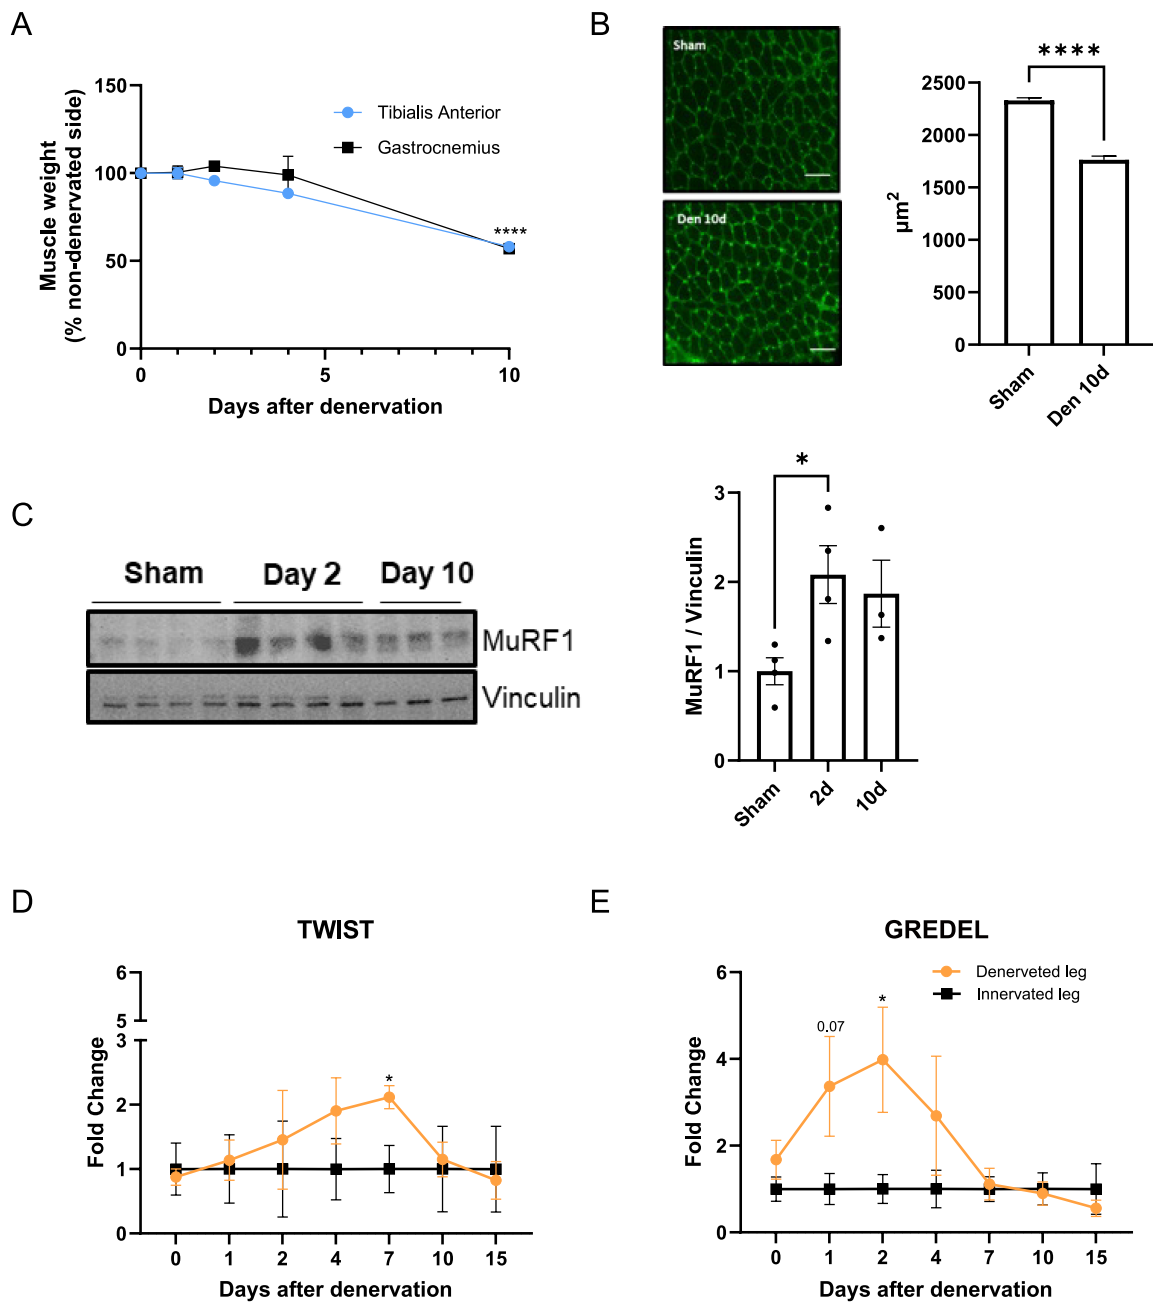 A
Muscle weight
(% non-denervated side)
150
100
50
0
Tibialis Anterior
Gastrocnemius
****
0
5
10
Days after denervation
B
Sham
Den 10d
****
µm²
2500
2000
1500
1000
500
0
Sham
Den 10d
C
Sham
Day 2
Day 10
MuRF1
Vinculin
*
MuRF1 / Vinculin
3
2
1
0
Sham
2d
10d
D
TWIST
Fold Change
6
5
3
2
1
0
*
0
1
2
4
7
10
15
Days after denervation
E
GREDEL
Denerveted leg
Innervated leg
Fold Change
6
4
2
0
0.07
*
0
1
2
4
7
10
15
Days after denervation